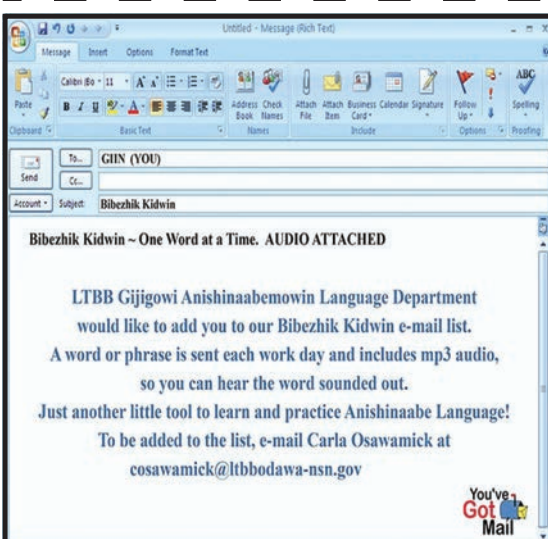 Untitled - Message (Rich Text)
Message Insert Options Format Text
Calibri (Bo 11 A A
Paste B I U A Address Book Check Names Attach File Attach Item Business Card Calendar Signature Follow Up ABC Spelling
Clipboard Basic Text Names Include Options Proofing
To... GIIN (YOU)
Send Cc...
Account Subject: Bibezhik Kidwin
Bibezhik Kidwin ~ One Word at a Time. AUDIO ATTACHED
LTBB Gijigowi Anishinaabemowin Language Department
would like to add you to our Bibezhik Kidwin e-mail list.
A word or phrase is sent each work day and includes mp3 audio,
so you can hear the word sounded out.
Just another little tool to learn and practice Anishinaabe Language!
To be added to the list, e-mail Carla Osawamick at
cosawamick@ltbbodawa-nsn.gov
You've
Got
Mail